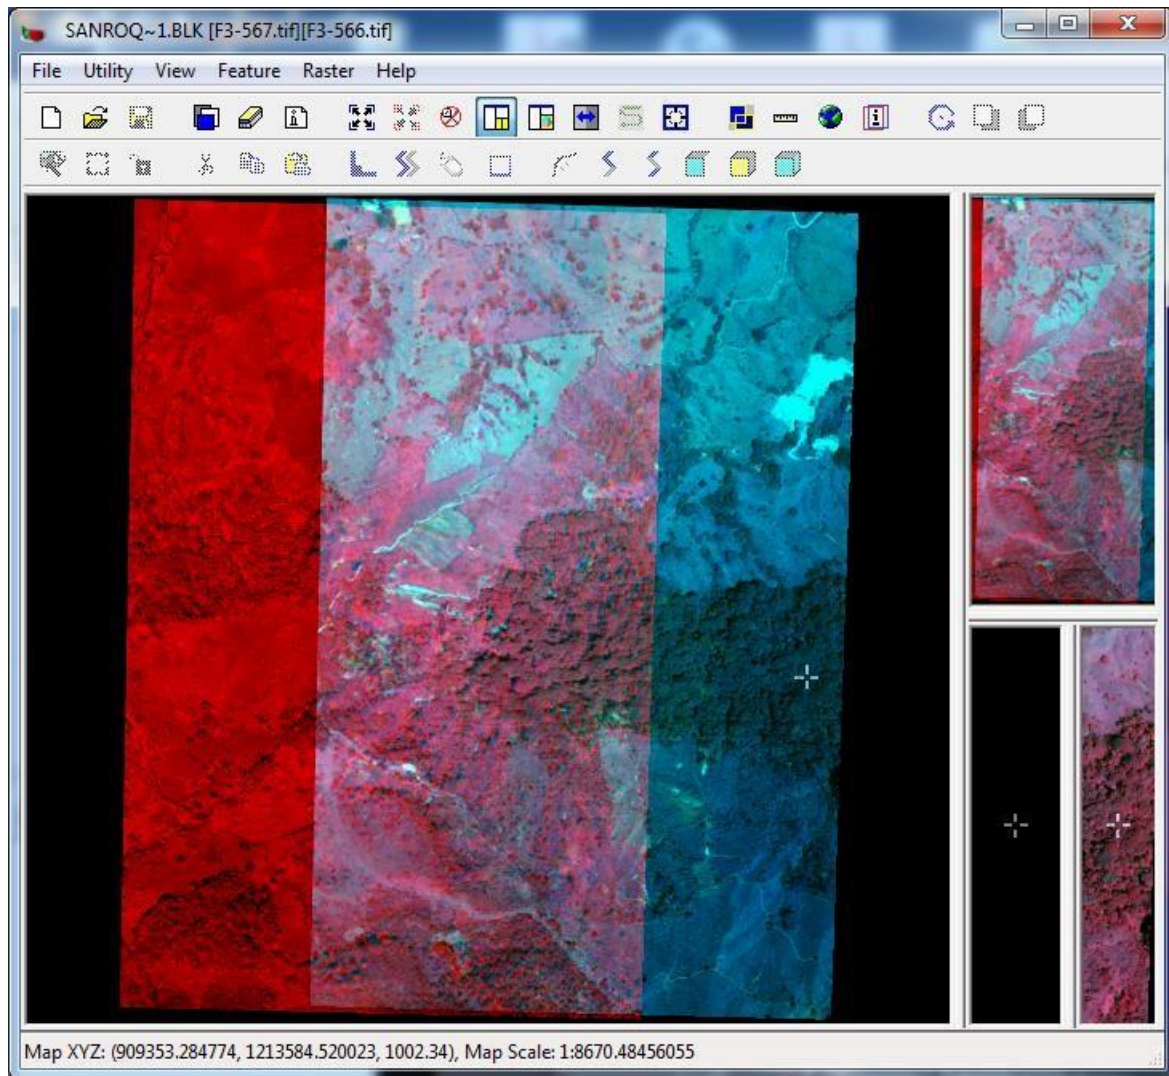 SANROQ~1.BLK [F3-567.tif][F3-566.tif]
File Utility View Feature Raster Help
Map XYZ: (909353.284774, 1213584.520023, 1002.34), Map Scale: 1:8670.48456055